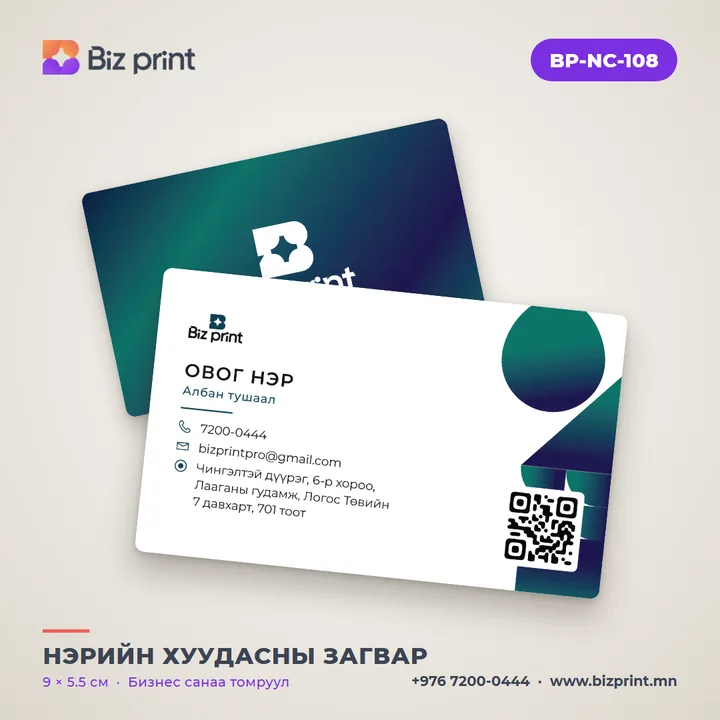 Biz print
BP-NC-108
Biz print
ОВОГ НЭР
Албан тушаал
7200-0444
bizprintpro@gmail.com
Чингэлтэй дүүрэг, 6-р хороо,
Лааганы гудамж, Логос Төвийн
7 давхарт, 701 тоот
НЭРИЙН ХУУДАСНЫ ЗАГВАР
9 × 5.5 см · Бизнес санаа томруул
+976 7200-0444 · www.bizprint.mn